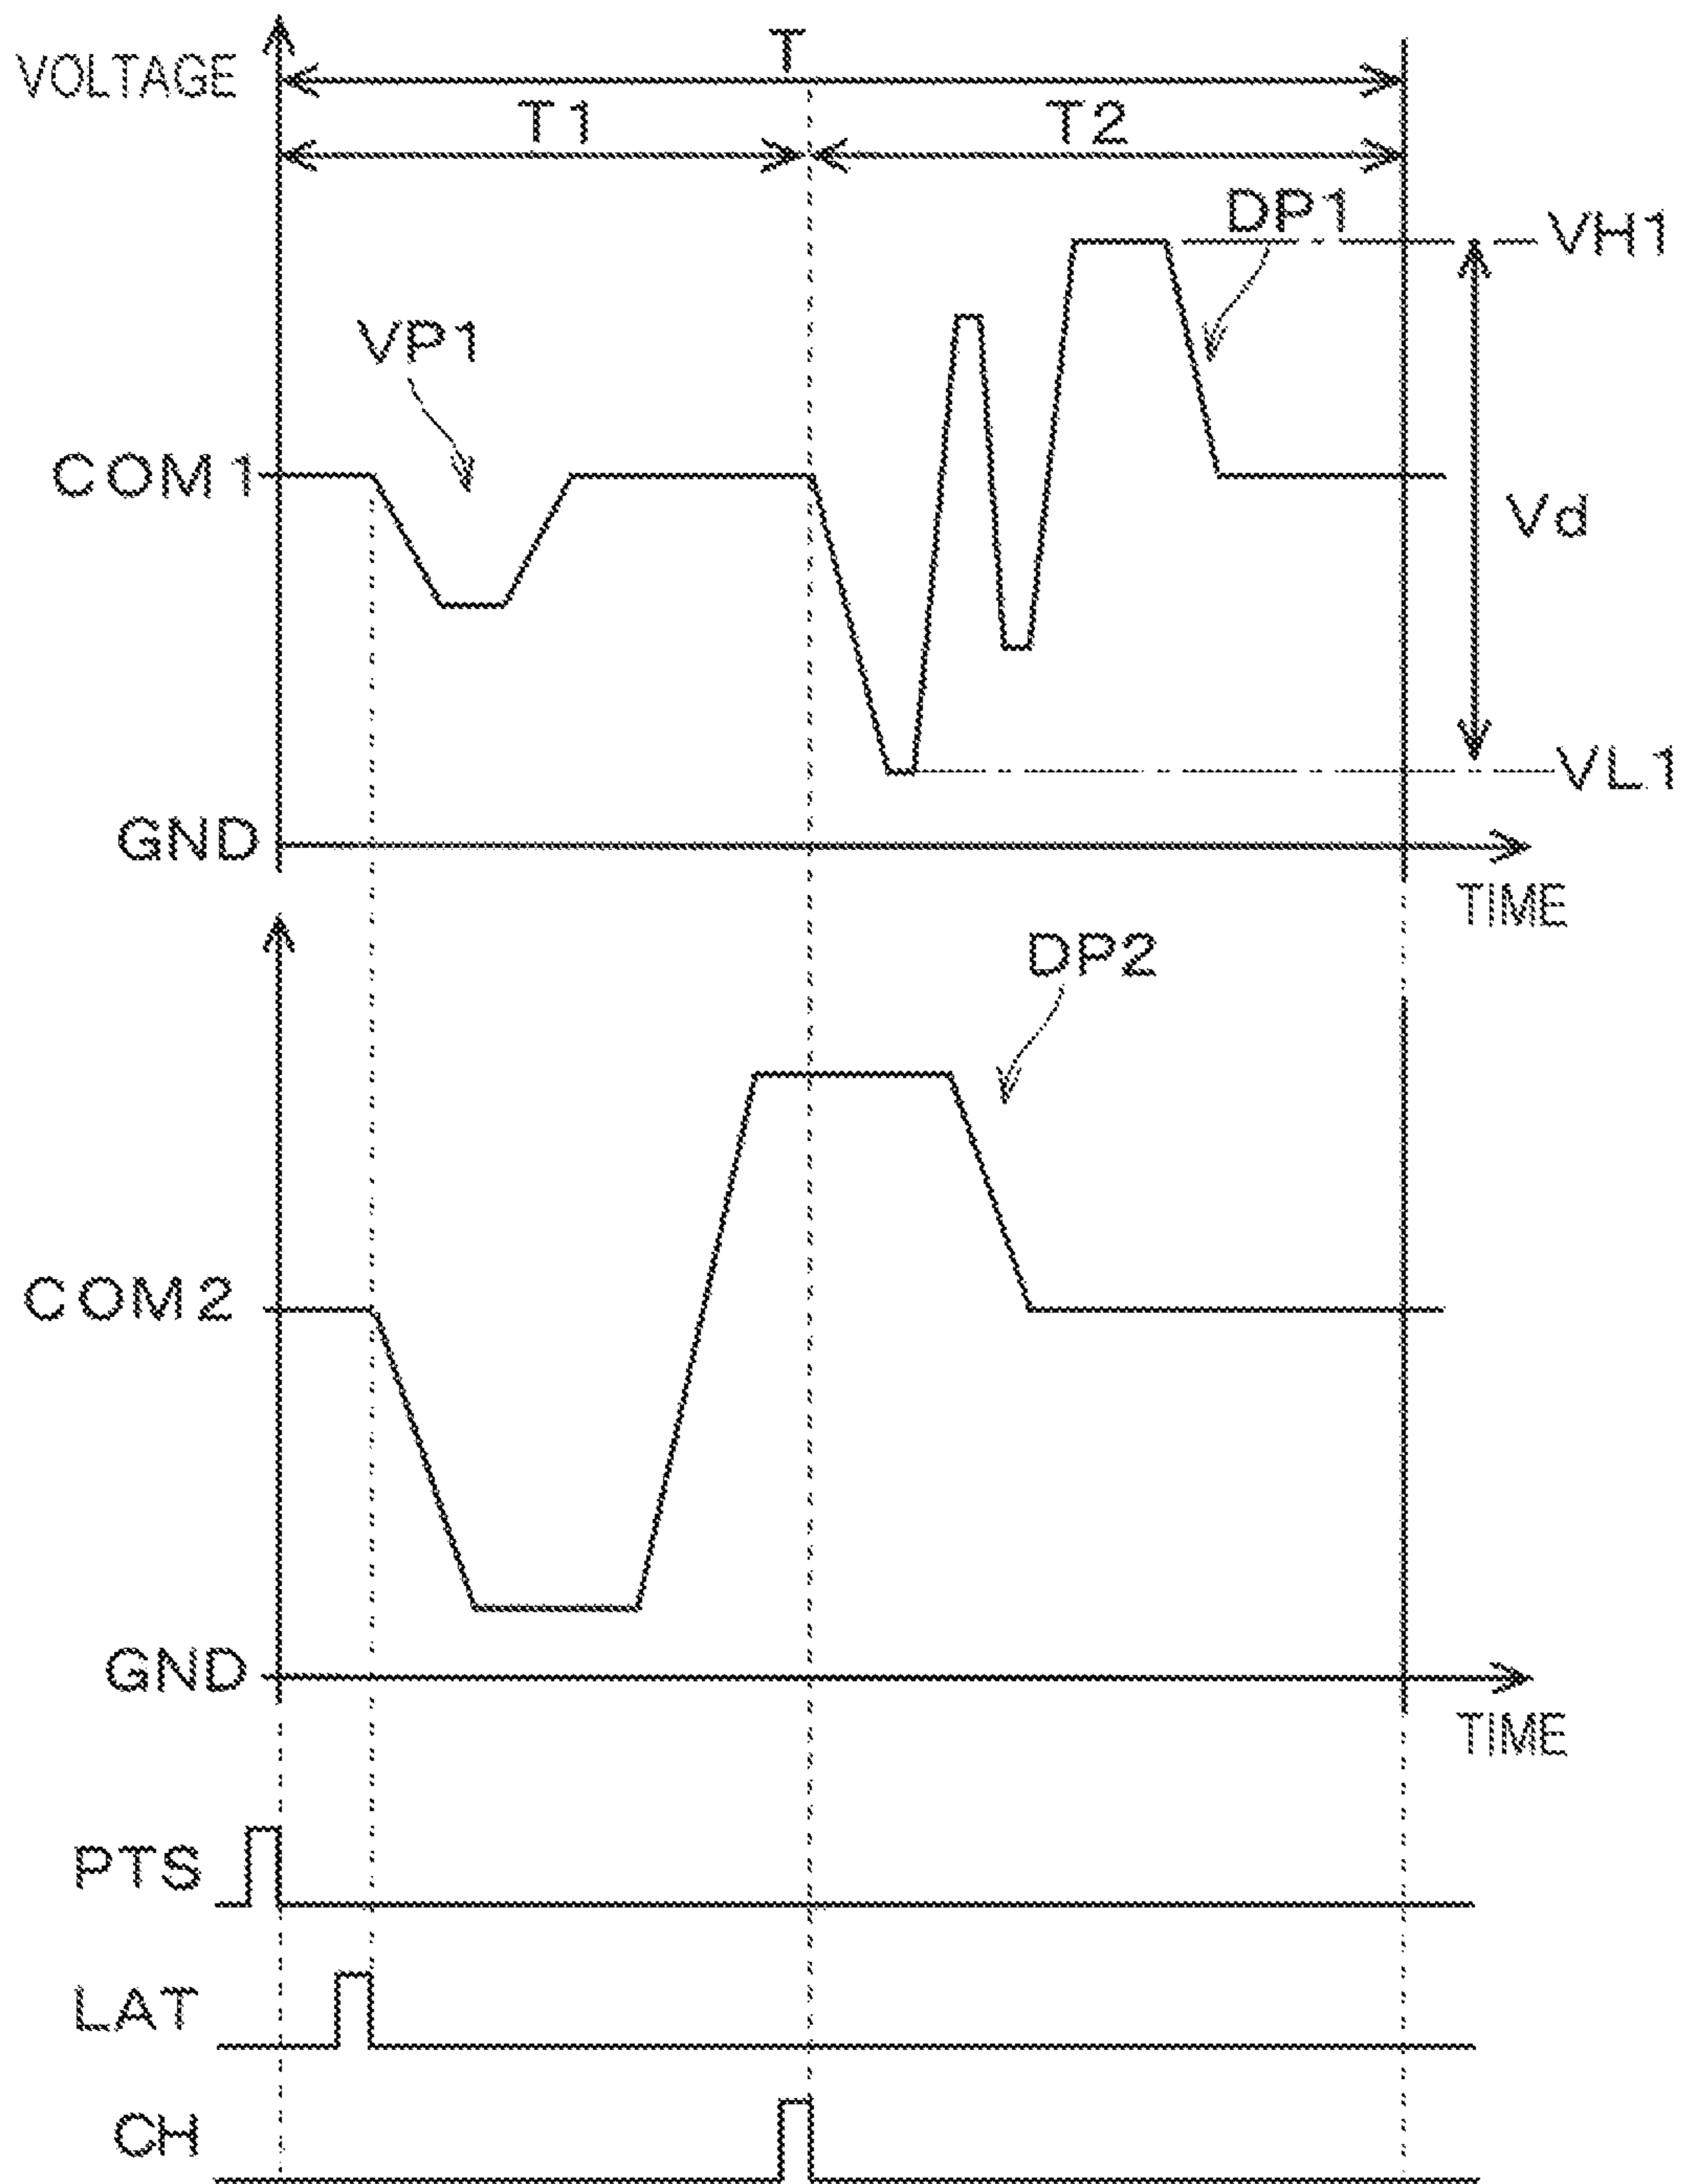 T
VOLTAGE
T1
T2
DP1
VH1
VP1
COM1
Vd
VL1
GND
TIME
DP2
COM2
GND
TIME
PTS
LAT
CH